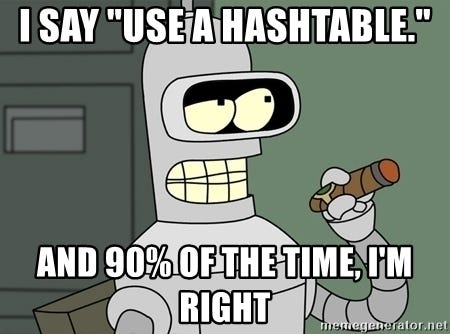 I SAY "USE A HASHTABLE."
AND 90% OF THE TIME, I'M
RIGHT
memegenerator.net